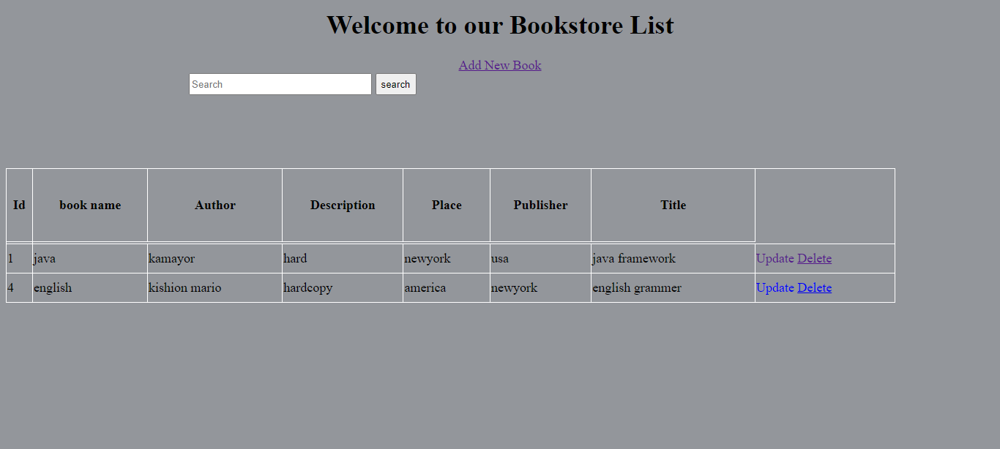 Welcome to our Bookstore List
Add New Book
Search search
Id book name Author Description Place Publisher Title
1 java kamayor hard newyork usa java framework Update Delete
4 english kishion mario hardcopy america newyork english grammer Update Delete